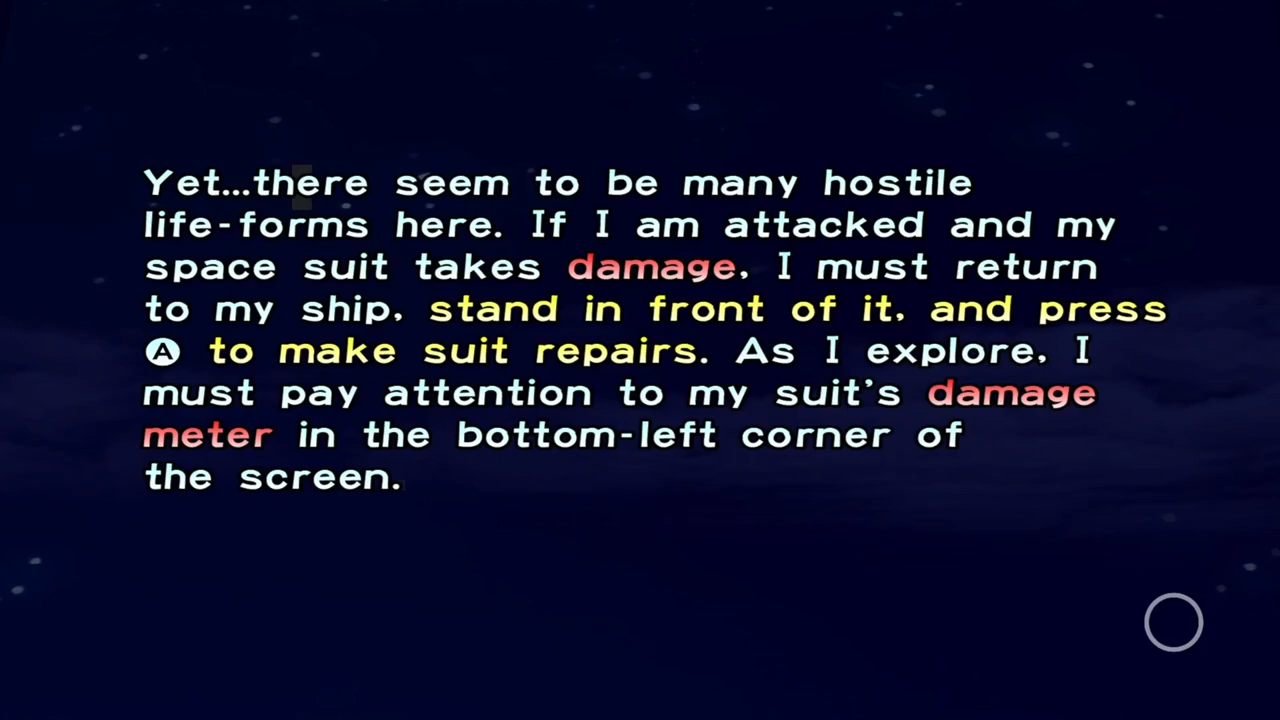 Yet...there seem to be many hostile
life-forms here. If I am attacked and my
space suit takes damage, I must return
to my ship, stand in front of it, and press
A to make suit repairs. As I explore, I
must pay attention to my suit's damage
meter in the bottom-left corner of
the screen.